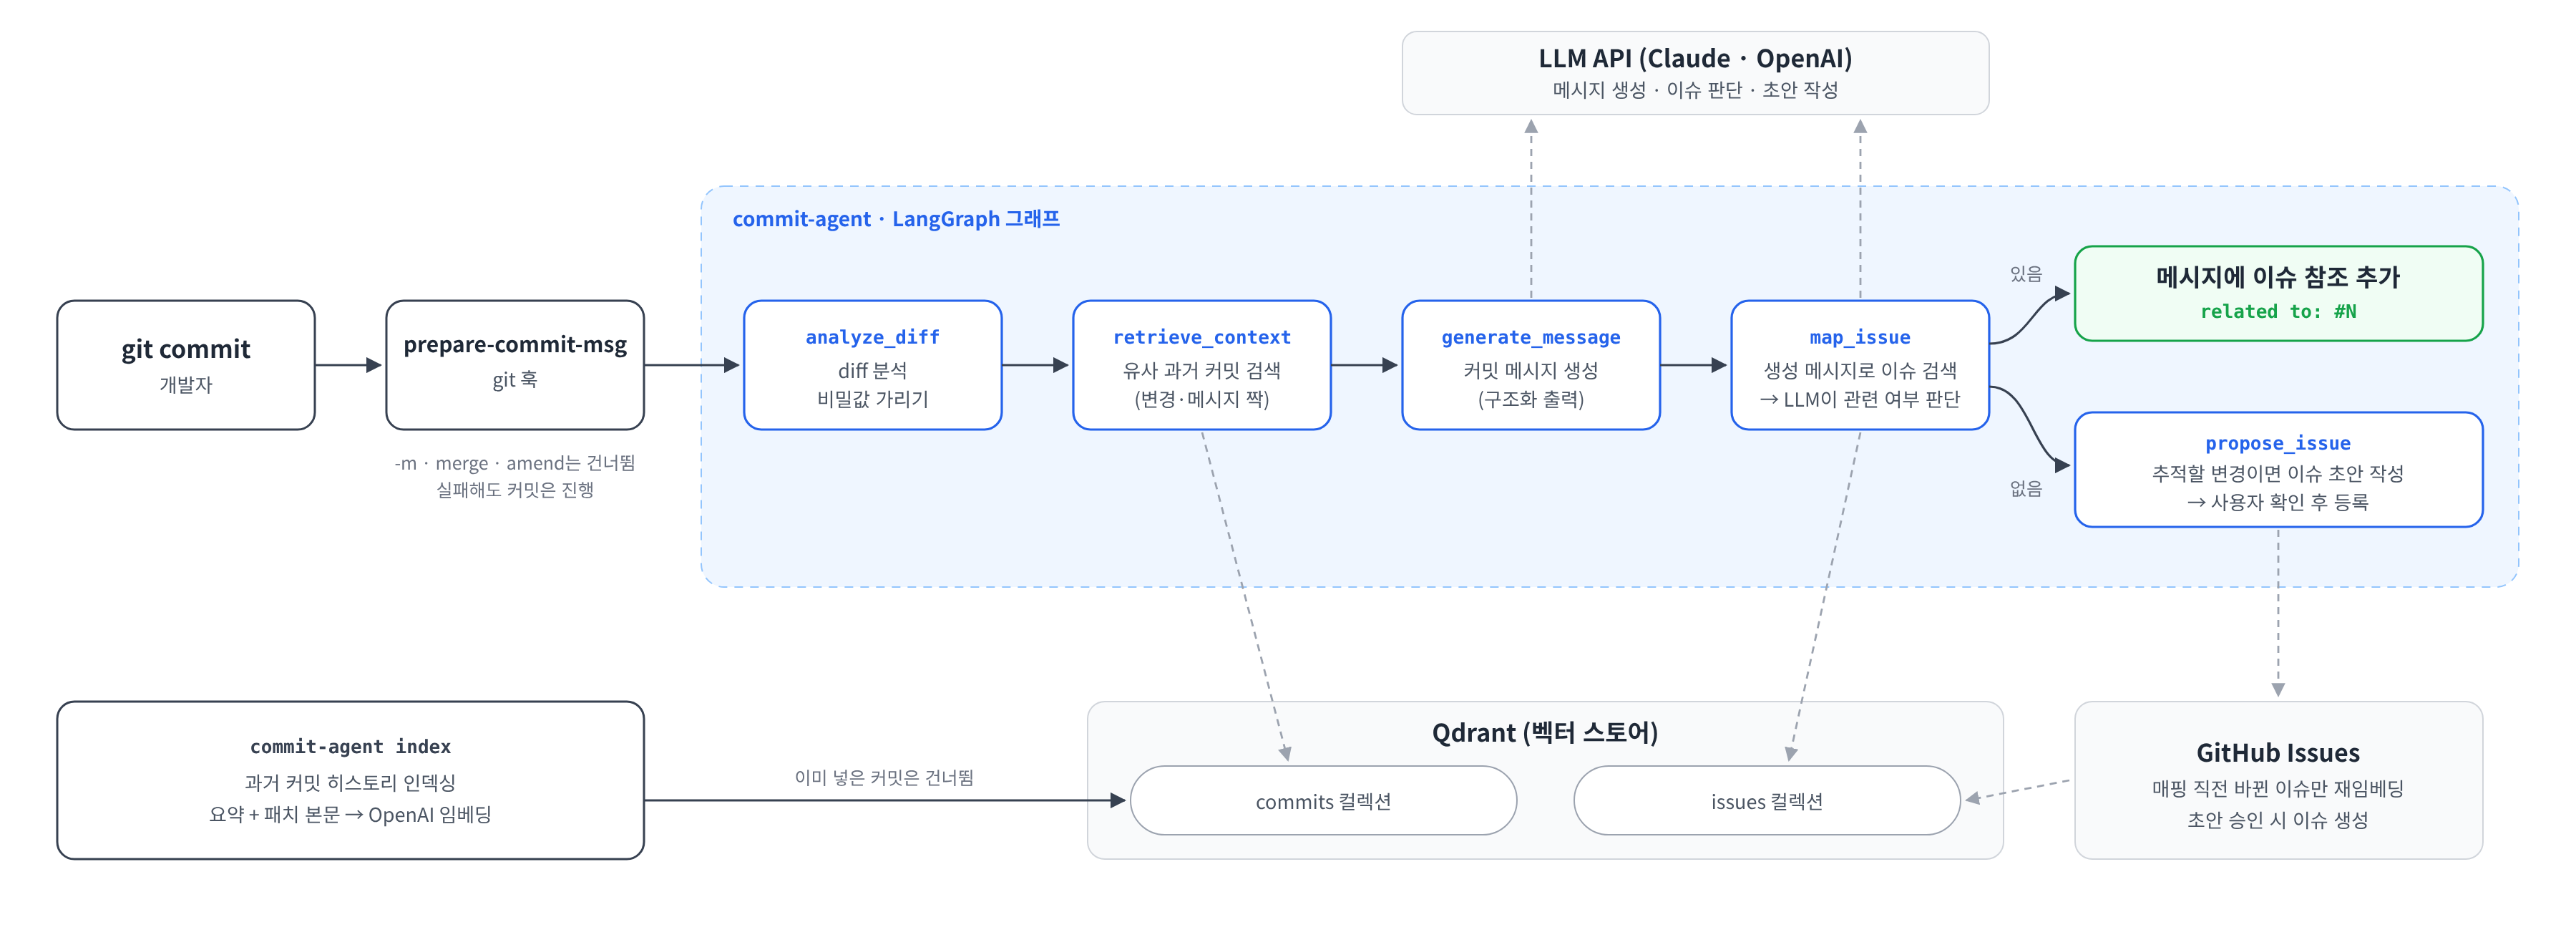 LLM API (Claude · OpenAI)
메시지 생성 · 이슈 판단 · 초안 작성
commit-agent · LangGraph 그래프
git commit
개발자
prepare-commit-msg
git 훅
-m · merge · amend는 건너뜀
실패해도 커밋은 진행
analyze_diff
diff 분석
비밀값 가리기
retrieve_context
유사 과거 커밋 검색
(변경·메시지 짝)
generate_message
커밋 메시지 생성
(구조화 출력)
map_issue
생성 메시지로 이슈 검색
→ LLM이 관련 여부 판단
있음
메시지에 이슈 참조 추가
related to: #N
없음
propose_issue
추적할 변경이면 이슈 초안 작성
→ 사용자 확인 후 등록
commit-agent index
과거 커밋 히스토리 인덱싱
요약 + 패치 본문 → OpenAI 임베딩
이미 넣은 커밋은 건너뜀
Qdrant (벡터 스토어)
commits 컬렉션
issues 컬렉션
GitHub Issues
매핑 직전 바뀐 이슈만 재임베딩
초안 승인 시 이슈 생성